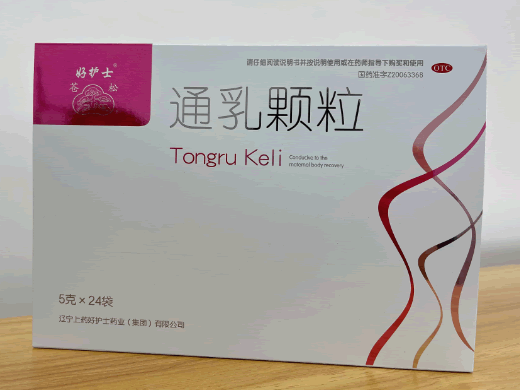 请仔细阅读说明书并按说明使用或在药师指导下购买和使用
OTC
国药准字Z20063368
好护士®
苍松
通乳颗粒
Tongru Keli
Conducive to the
maternal body recovery
5克×24袋
辽宁上药好护士药业（集团）有限公司